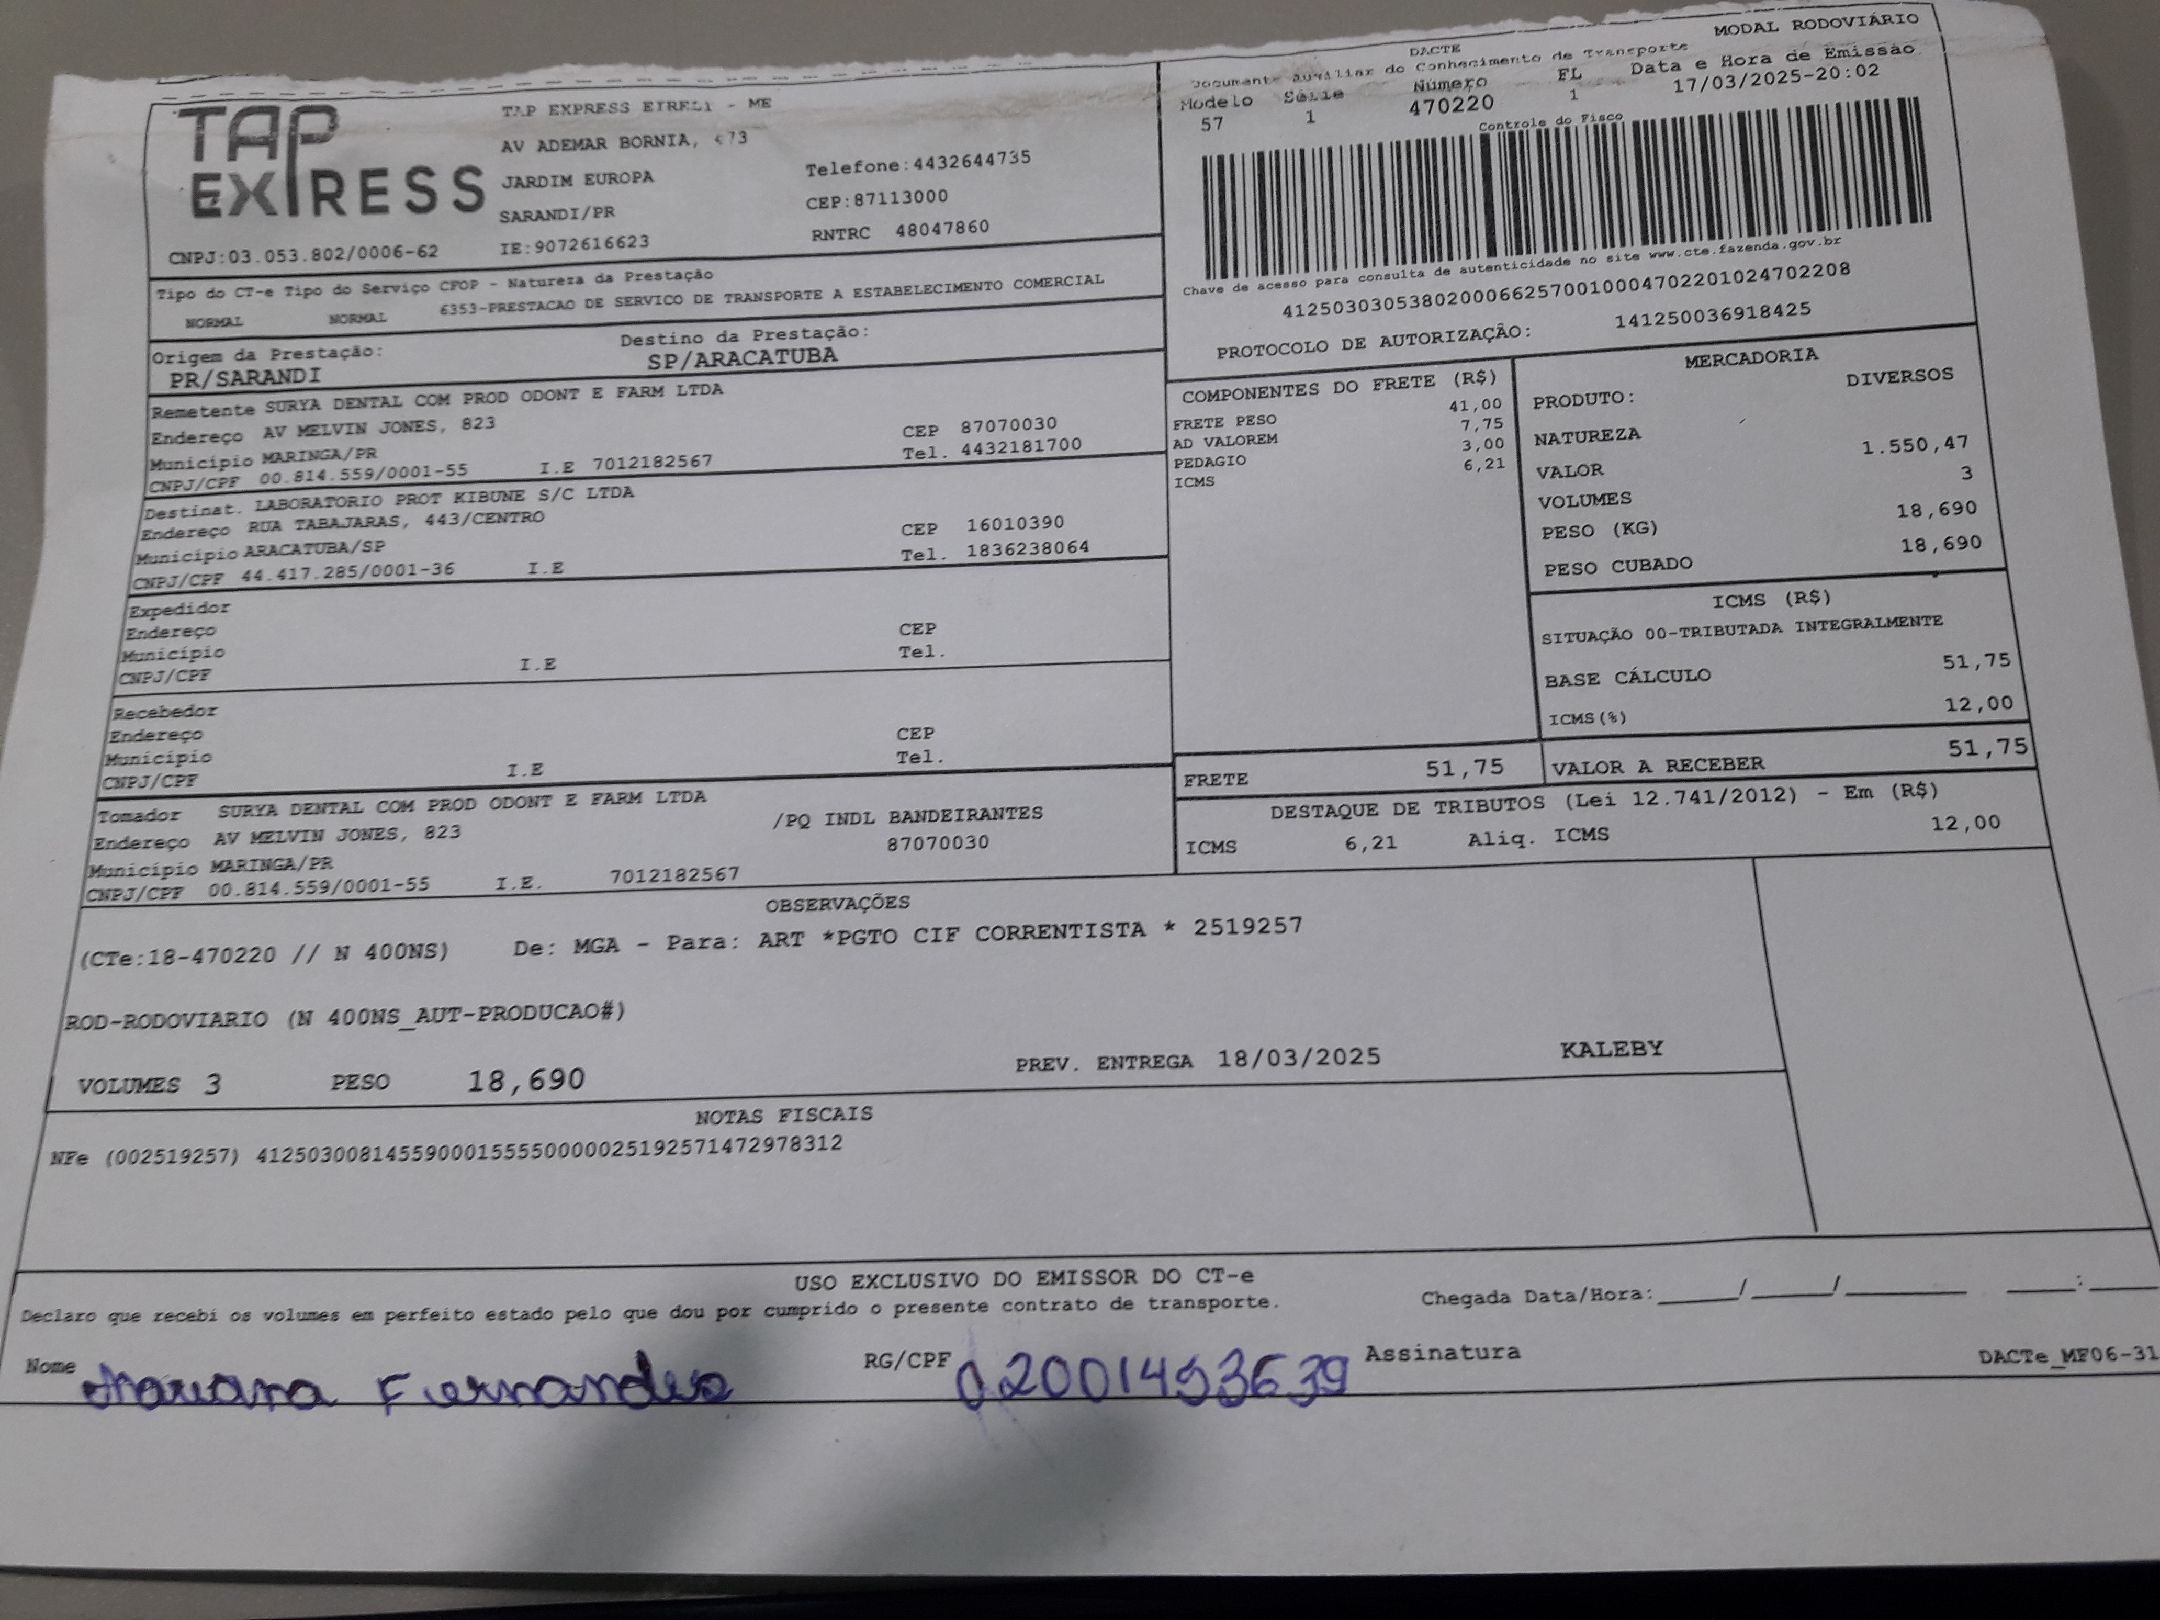 TAP EXPRESS
TAP EXPRESS EIRELI - ME
AV ADEMAR BORNIA, 473
JARDIM EUROPA
Telefone:4432644735
SARANDI/PR
CEP:87113000
CNPJ:03.053.802/0006-62
IE:9072616623
RNTRC 48047860
MODAL RODOVIÁRIO
DACTE
Documento Auxiliar do Conhecimento de Transporte
Modelo Série Número FL Data e Hora de Emissão
57 1 470220 1 17/03/2025-20:02
Controle do Fisco
Chave de acesso para consulta de autenticidade no site www.cte.fazenda.gov.br
41250303053802000662570010004702201024702208
PROTOCOLO DE AUTORIZAÇÃO: 141250036918425
Tipo do CT-e Tipo do Serviço CFOP - Natureza da Prestação
NORMAL NORMAL 6353-PRESTACAO DE SERVICO DE TRANSPORTE A ESTABELECIMENTO COMERCIAL
Origem da Prestação: Destino da Prestação:
PR/SARANDI SP/ARACATUBA
Remetente SURYA DENTAL COM PROD ODONT E FARM LTDA
Endereço AV MELVIN JONES, 823 CEP 87070030
Município MARINGA/PR Tel. 4432181700
CNPJ/CPF 00.814.559/0001-55 I.E 7012182567
Destinat. LABORATORIO PROT KIBUNE S/C LTDA
Endereço RUA TABAJARAS, 443/CENTRO CEP 16010390
Município ARACATUBA/SP Tel. 1836238064
CNPJ/CPF 44.417.285/0001-36 I.E
Expedidor
Endereço CEP
Município Tel.
CNPJ/CPF I.E
Recebedor
Endereço CEP
Município Tel.
CNPJ/CPF I.E
Tomador SURYA DENTAL COM PROD ODONT E FARM LTDA
Endereço AV MELVIN JONES, 823 /PQ INDL BANDEIRANTES
Município MARINGA/PR 87070030
CNPJ/CPF 00.814.559/0001-55 I.E. 7012182567
COMPONENTES DO FRETE (R$)
FRETE PESO 41,00
AD VALOREM 7,75
PEDAGIO 3,00
ICMS 6,21
MERCADORIA
PRODUTO: DIVERSOS
NATUREZA
VALOR 1.550,47
VOLUMES 3
PESO (KG) 18,690
PESO CUBADO 18,690
ICMS (R$)
SITUAÇÃO 00-TRIBUTADA INTEGRALMENTE
BASE CÁLCULO 51,75
ICMS(%) 12,00
FRETE 51,75 VALOR A RECEBER 51,75
DESTAQUE DE TRIBUTOS (Lei 12.741/2012) - Em (R$)
ICMS 6,21 Aliq. ICMS 12,00
OBSERVAÇÕES
(CTe:18-470220 // N 400NS) De: MGA - Para: ART *PGTO CIF CORRENTISTA * 2519257
ROD-RODOVIARIO (N 400NS_AUT-PRODUCAO#)
VOLUMES 3 PESO 18,690 PREV. ENTREGA 18/03/2025 KALEBY
NOTAS FISCAIS
NFe (002519257) 41250300814559000155550000025192571472978312
USO EXCLUSIVO DO EMISSOR DO CT-e
Declaro que recebi os volumes em perfeito estado pelo que dou por cumprido o presente contrato de transporte. Chegada Data/Hora:____/____/______ ____:____
Nome Fernandes RG/CPF Assinatura DACTe_MF06-31